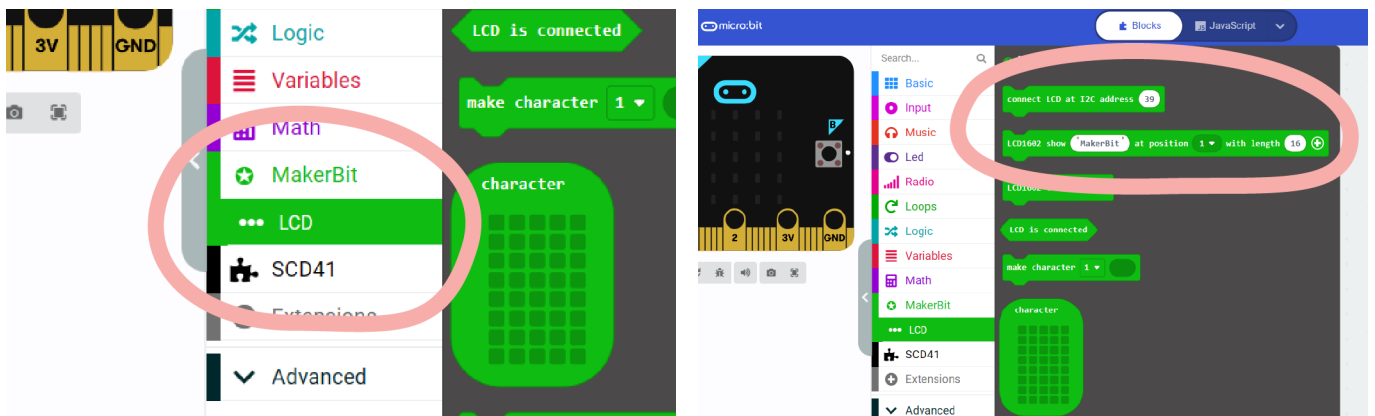 3V
GND
Logic
Variables
Math
MakerBit
LCD
SCD41
Extensions
Advanced
LCD is connected
make character 1
character
micro:bit
Blocks
JavaScript
Search...
Basic
Input
Music
Led
Radio
Loops
Logic
Variables
Math
MakerBit
LCD
SCD41
Extensions
Advanced
B
2
3V
GND
connect LCD at I2C address 39
LCD1602 show "MakerBit" at position 1 with length 16
LCD1602
LCD is connected
make character 1
character